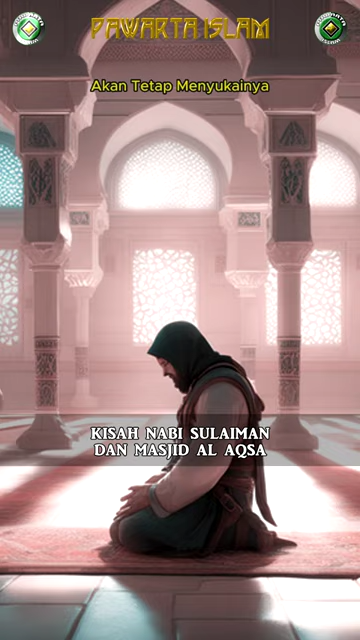 PAWARTA ISLAM
Akan Tetap Menyukainya
KISAH NABI SULAIMAN
DAN MASJID AL AQSA